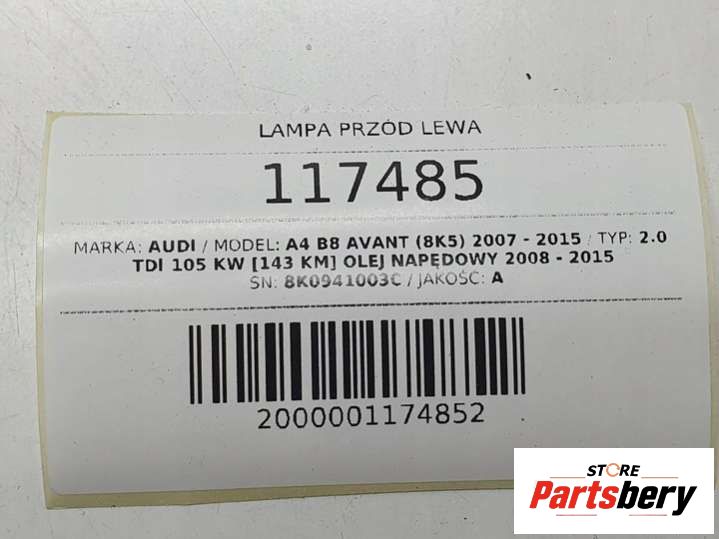 LAMPA PRZÓD LEWA
117485
MARKA: AUDI / MODEL: A4 B8 AVANT (8K5) 2007 - 2015 / TYP: 2.0
TDI 105 KW [143 KM] OLEJ NAPĘDOWY 2008 - 2015
SN: 8K0941003C / JAKOŚĆ: A
2000001174852
STORE
Partsbery